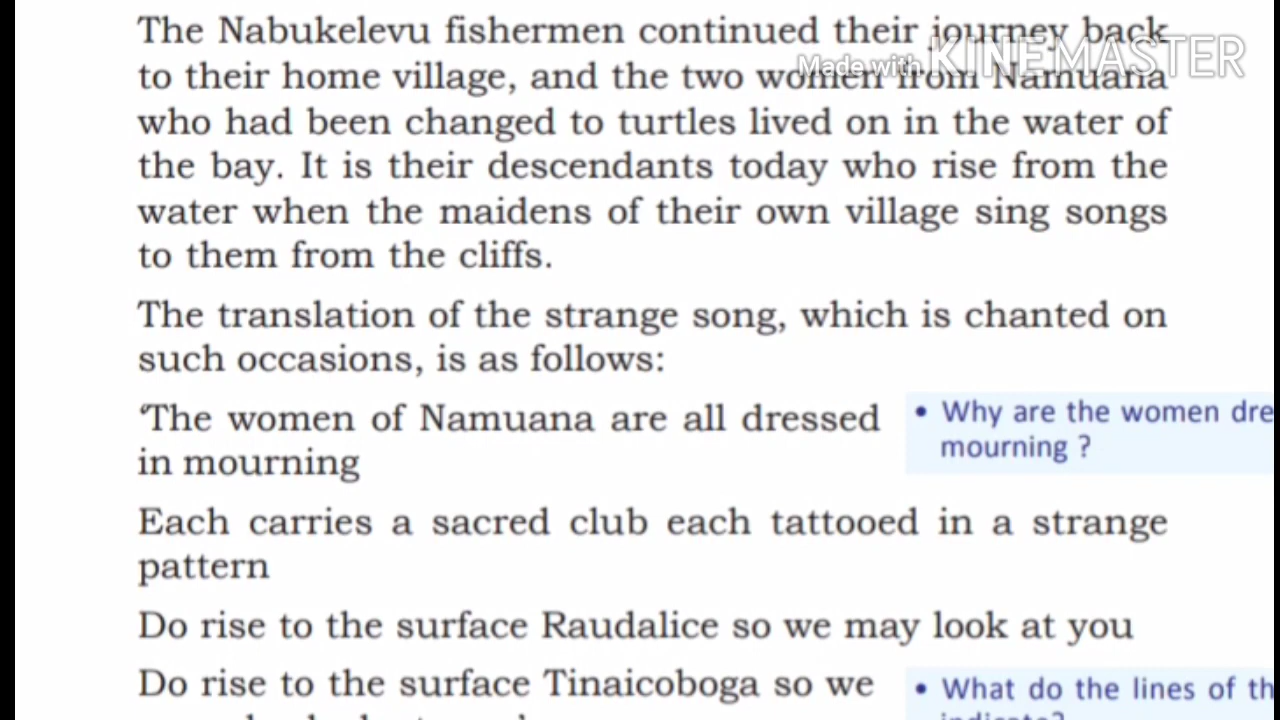 The Nabukelevu fishermen continued their journey back
Made with KINEMASTER
to their home village, and the two women from Namuana
who had been changed to turtles lived on in the water of
the bay. It is their descendants today who rise from the
water when the maidens of their own village sing songs
to them from the cliffs.
The translation of the strange song, which is chanted on
such occasions, is as follows:
'The women of Namuana are all dressed
in mourning
• Why are the women dre
mourning ?
Each carries a sacred club each tattooed in a strange
pattern
Do rise to the surface Raudalice so we may look at you
Do rise to the surface Tinaicoboga so we
• What do the lines of th